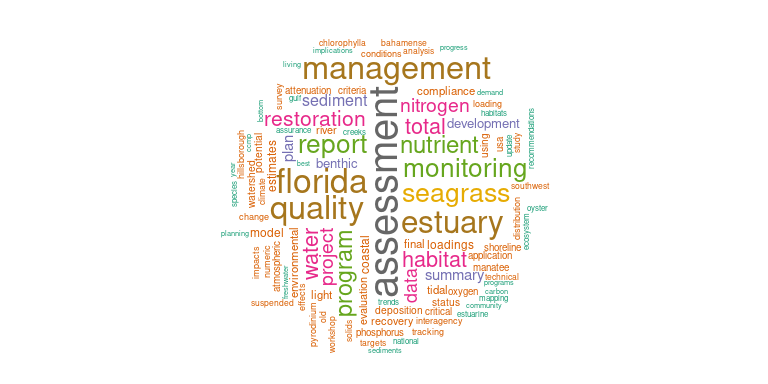 chlorophylla bahamense
implications conditions analysis progress
living management
survey gulf attenuation criteria compliance demand
bottom sediment nitrogen loading habitats
restoration total development
assurance river creeks
hillsborough ccmp potential estimates plan report nutrient using usa update study recommendations
best benthic monitoring
species year watershed climate florida assessment seagrass southwest
change quality estuary distribution ecosystem oyster
planning model final loadings shoreline
impacts numeric atmospheric freshwater environmental water project program evaluation coastal habitat application
data summary manatee technical
effects light trends tidal oxygen programs carbon
suspended deposition status mapping
critical community estuarine
pyrodinium old workshop solids recovery interagency
phosphorus tracking
targets national
sediments